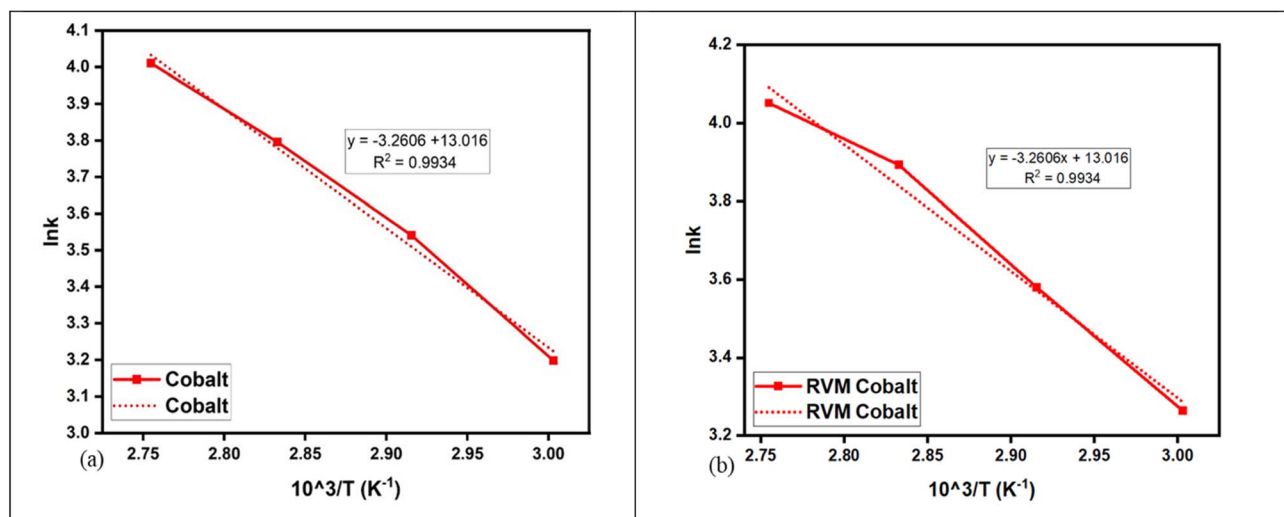 4.1
4.0
3.9
3.8
3.7
3.6
3.5
3.4
3.3
3.2
3.1
3.0
lnk
y = -3.2606 +13.016
R² = 0.9934
Cobalt
Cobalt
2.75 2.80 2.85 2.90 2.95 3.00
(a)
10^3/T (K⁻¹)
4.2
4.0
3.8
3.6
3.4
3.2
lnk
y = -3.2606x + 13.016
R² = 0.9934
RVM Cobalt
RVM Cobalt
2.75 2.80 2.85 2.90 2.95 3.00
(b)
10^3/T (K⁻¹)